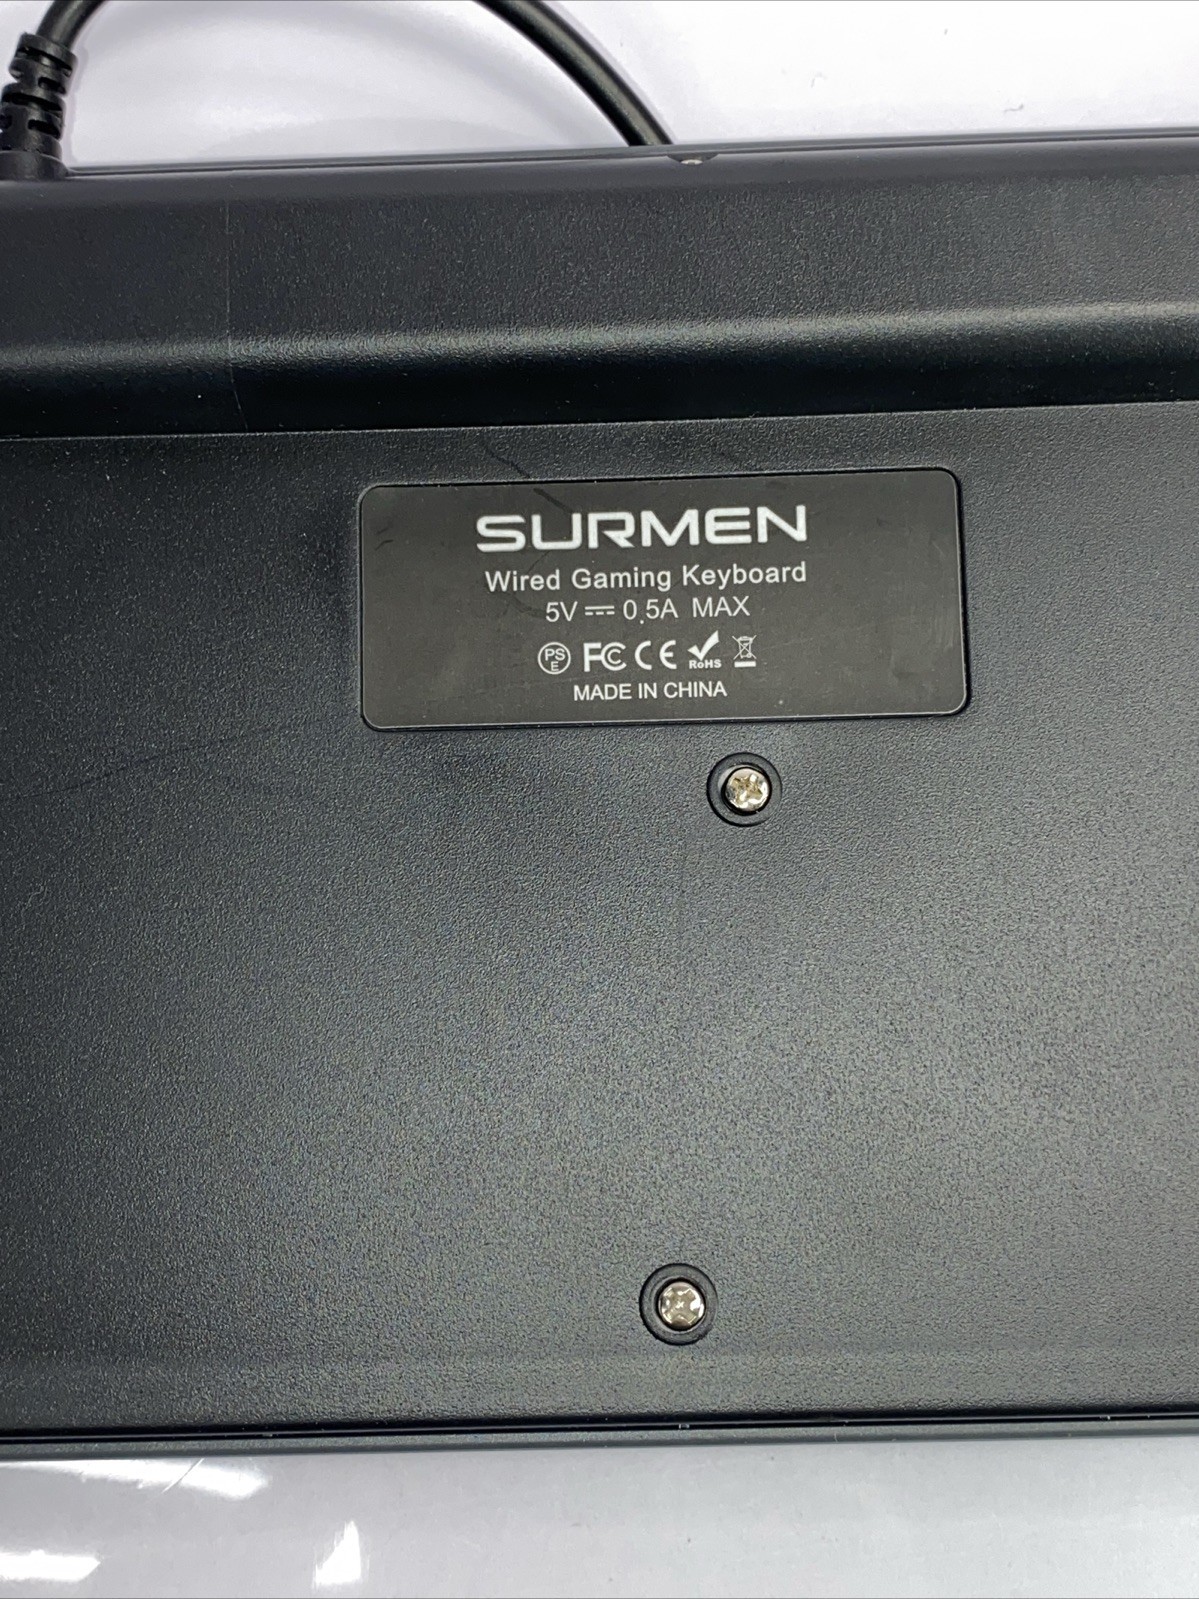 SURMEN
Wired Gaming Keyboard
5V ⎓ 0.5A MAX
PSE FC CE RoHS
MADE IN CHINA